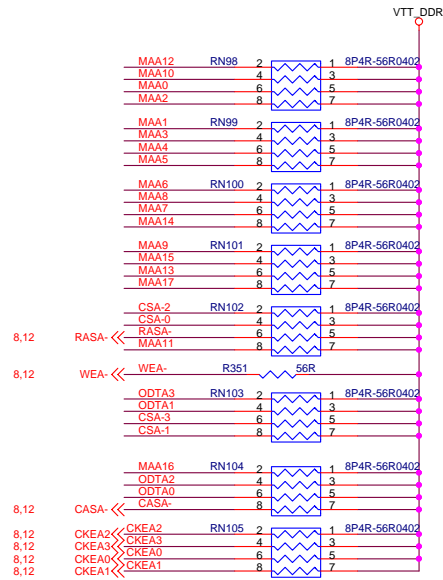 VTT_DDR
MAA12 RN98 2 1 8P4R-56R0402
MAA10 4 3
MAA0 6 5
MAA2 8 7
MAA1 RN99 2 1 8P4R-56R0402
MAA3 4 3
MAA4 6 5
MAA5 8 7
MAA6 RN100 2 1 8P4R-56R0402
MAA8 4 3
MAA7 6 5
MAA14 8 7
MAA9 RN101 2 1 8P4R-56R0402
MAA15 4 3
MAA13 6 5
MAA17 8 7
CSA-2 RN102 2 1 8P4R-56R0402
CSA-0 4 3
8,12 RASA- RASA- 6 5
MAA11 8 7
8,12 WEA- WEA- R351 56R
ODTA3 RN103 2 1 8P4R-56R0402
ODTA1 4 3
CSA-3 6 5
CSA-1 8 7
MAA16 RN104 2 1 8P4R-56R0402
ODTA2 4 3
ODTA0 6 5
8,12 CASA- CASA- 8 7
8,12 CKEA2 CKEA2 RN105 2 1 8P4R-56R0402
8,12 CKEA3 CKEA3 4 3
8,12 CKEA0 CKEA0 6 5
8,12 CKEA1 CKEA1 8 7